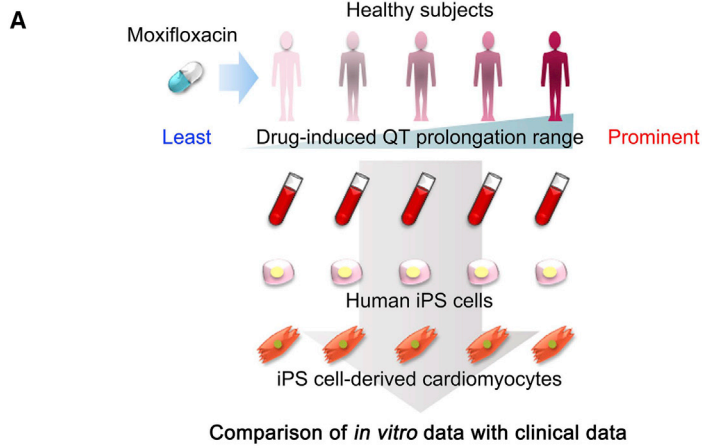 A
Healthy subjects
Moxifloxacin
Least
Drug-induced QT prolongation range
Prominent
Human iPS cells
iPS cell-derived cardiomyocytes
Comparison of in vitro data with clinical data